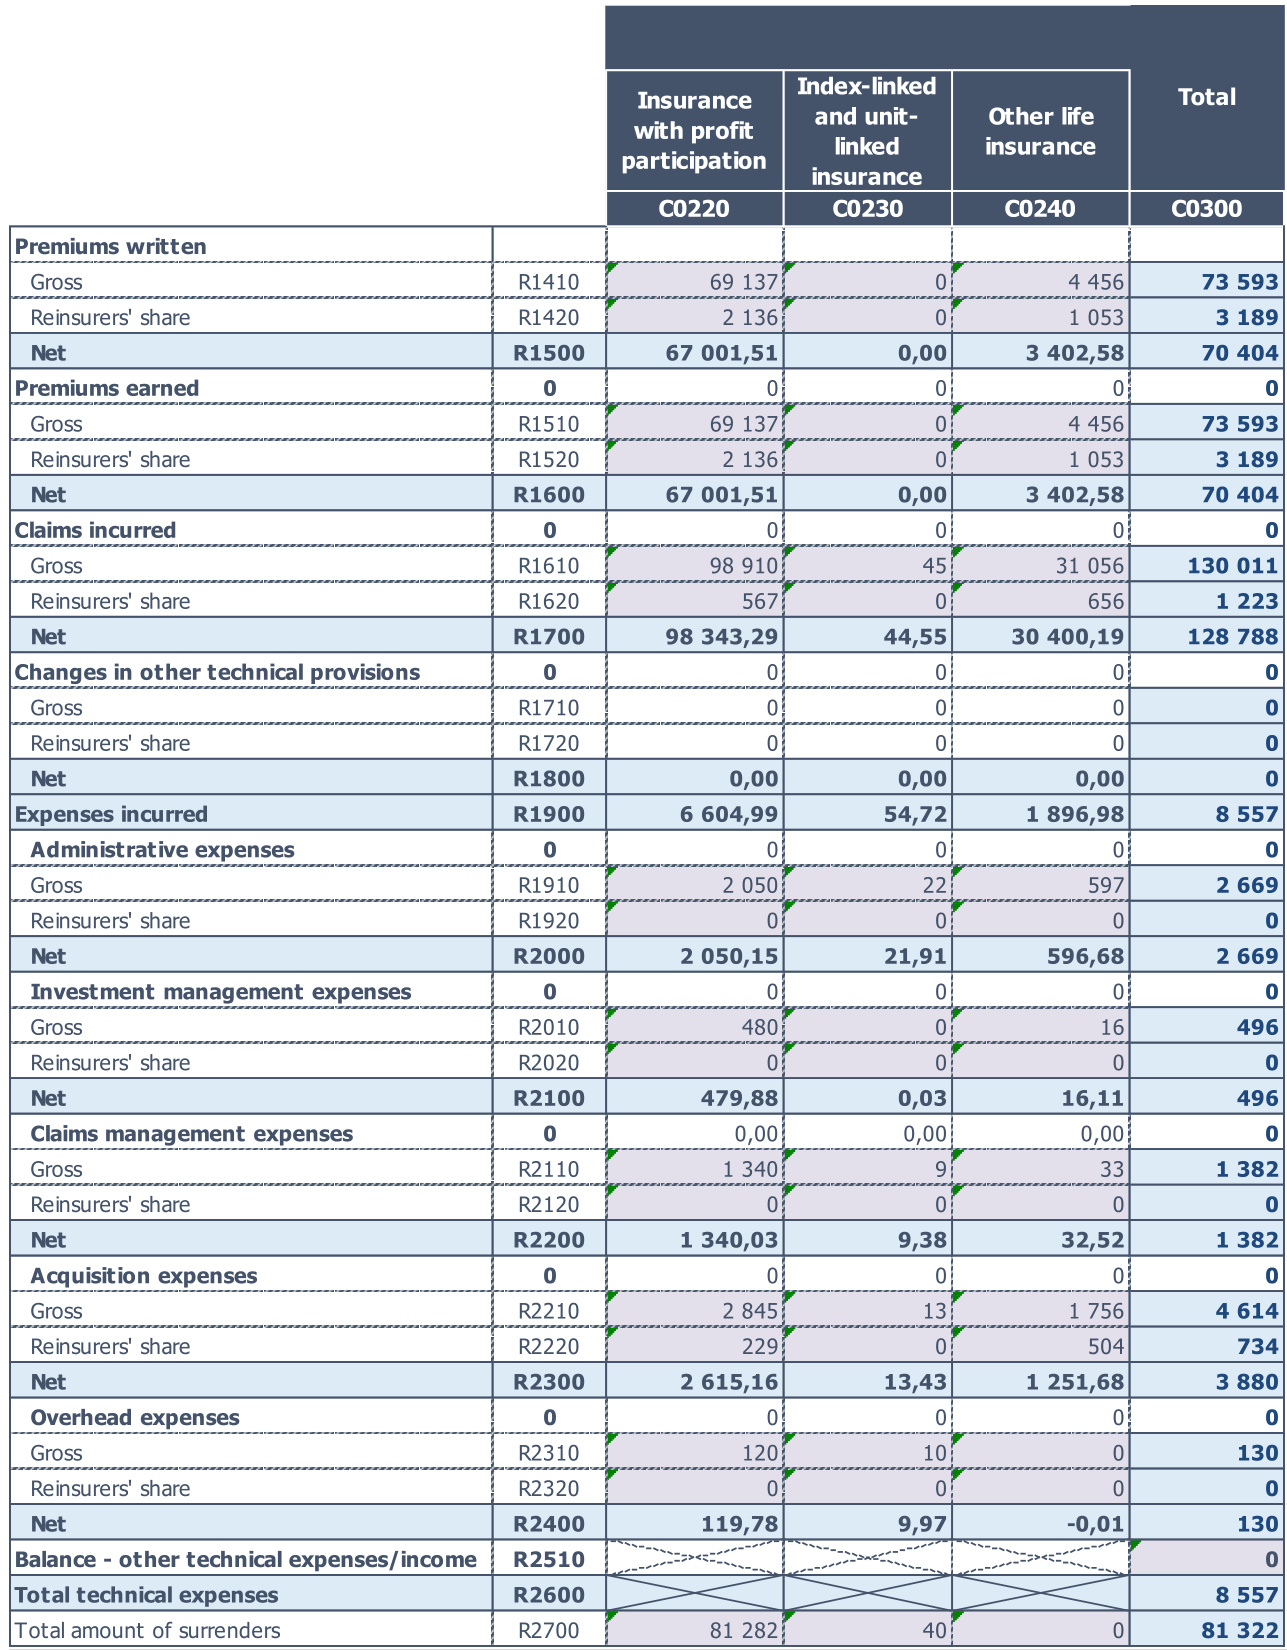 Insurance with profit participation Index-linked and unit-linked insurance Other life insurance Total
C0220 C0230 C0240 C0300
Premiums written
Gross R1410 69 137 0 4 456 73 593
Reinsurers' share R1420 2 136 0 1 053 3 189
Net R1500 67 001,51 0,00 3 402,58 70 404
Premiums earned 0 0 0 0 0
Gross R1510 69 137 0 4 456 73 593
Reinsurers' share R1520 2 136 0 1 053 3 189
Net R1600 67 001,51 0,00 3 402,58 70 404
Claims incurred 0 0 0 0 0
Gross R1610 98 910 45 31 056 130 011
Reinsurers' share R1620 567 0 656 1 223
Net R1700 98 343,29 44,55 30 400,19 128 788
Changes in other technical provisions 0 0 0 0 0
Gross R1710 0 0 0 0
Reinsurers' share R1720 0 0 0 0
Net R1800 0,00 0,00 0,00 0
Expenses incurred R1900 6 604,99 54,72 1 896,98 8 557
Administrative expenses 0 0 0 0 0
Gross R1910 2 050 22 597 2 669
Reinsurers' share R1920 0 0 0 0
Net R2000 2 050,15 21,91 596,68 2 669
Investment management expenses 0 0 0 0 0
Gross R2010 480 0 16 496
Reinsurers' share R2020 0 0 0 0
Net R2100 479,88 0,03 16,11 496
Claims management expenses 0 0,00 0,00 0,00 0
Gross R2110 1 340 9 33 1 382
Reinsurers' share R2120 0 0 0 0
Net R2200 1 340,03 9,38 32,52 1 382
Acquisition expenses 0 0 0 0 0
Gross R2210 2 845 13 1 756 4 614
Reinsurers' share R2220 229 0 504 734
Net R2300 2 615,16 13,43 1 251,68 3 880
Overhead expenses 0 0 0 0 0
Gross R2310 120 10 0 130
Reinsurers' share R2320 0 0 0 0
Net R2400 119,78 9,97 -0,01 130
Balance - other technical expenses/income R2510 0
Total technical expenses R2600 8 557
Total amount of surrenders R2700 81 282 40 0 81 322